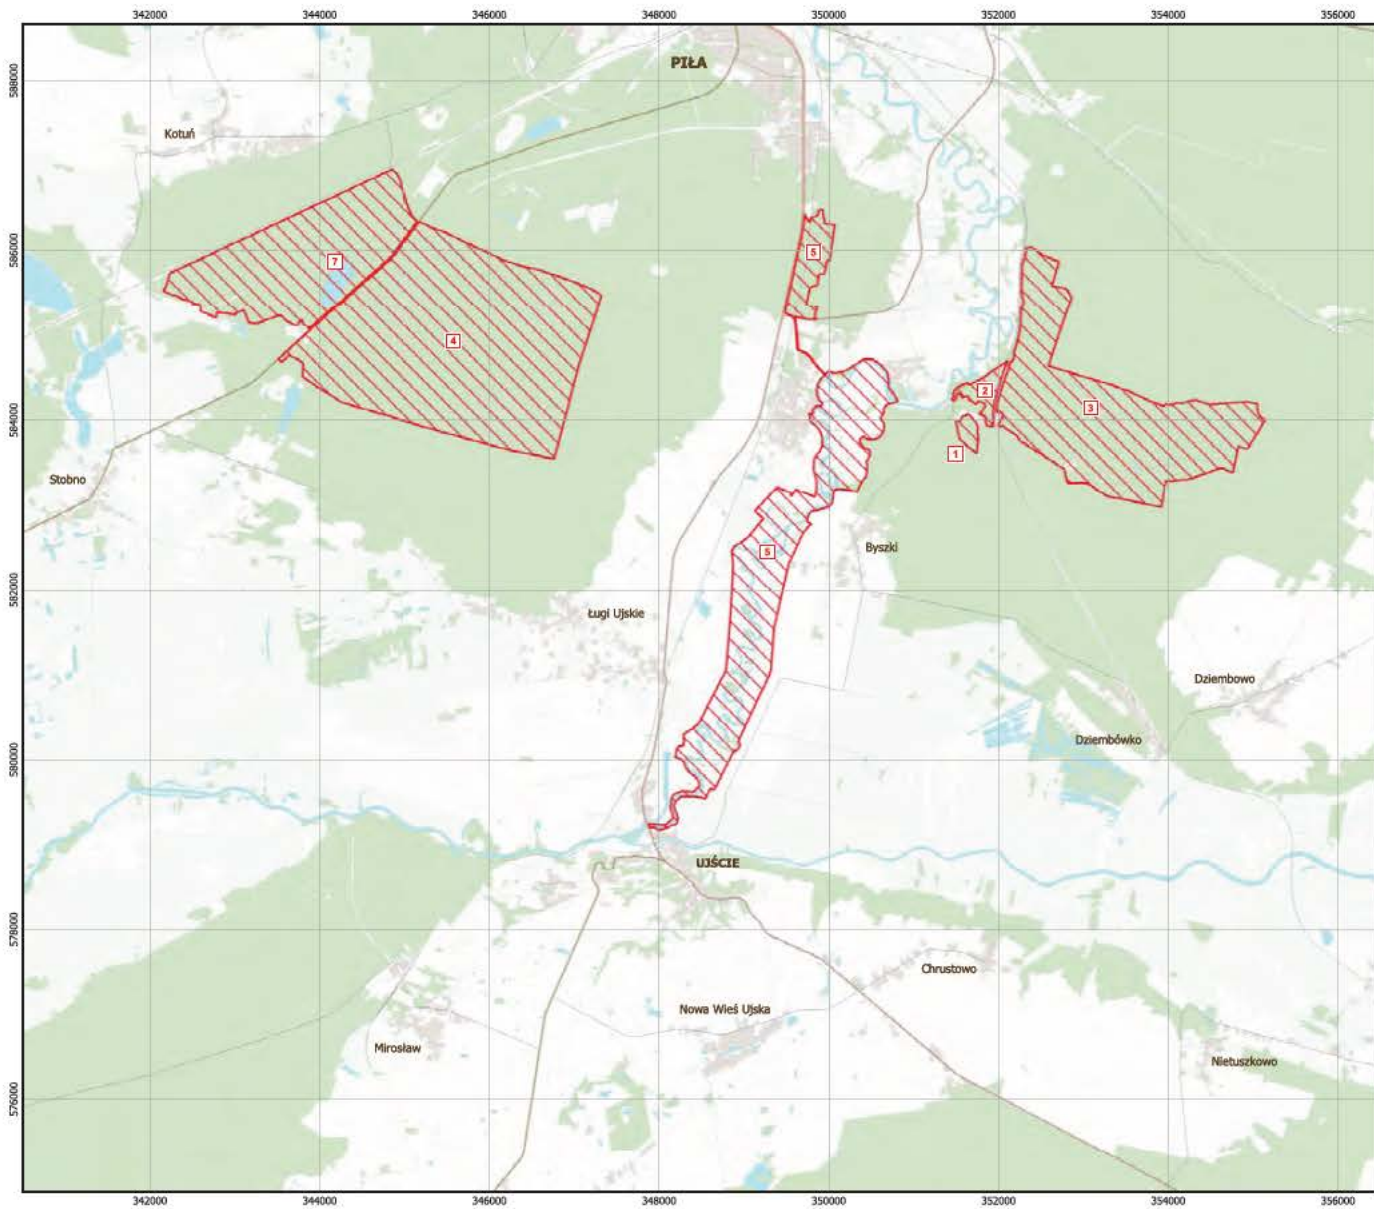 342000 344000 346000 348000 350000 352000 354000 356000
588000
PIŁA
Kotuń
586000
5
7
4
584000
2
3
1
Stobno
Byszki
5
582000
Ługi Ujskie
Dziembowo
Dziembówko
580000
UJŚCIE
578000
Chrustowo
Nowa Wieś Ujska
Mirosław
Nietuszkowo
576000
342000 344000 346000 348000 350000 352000 354000 356000